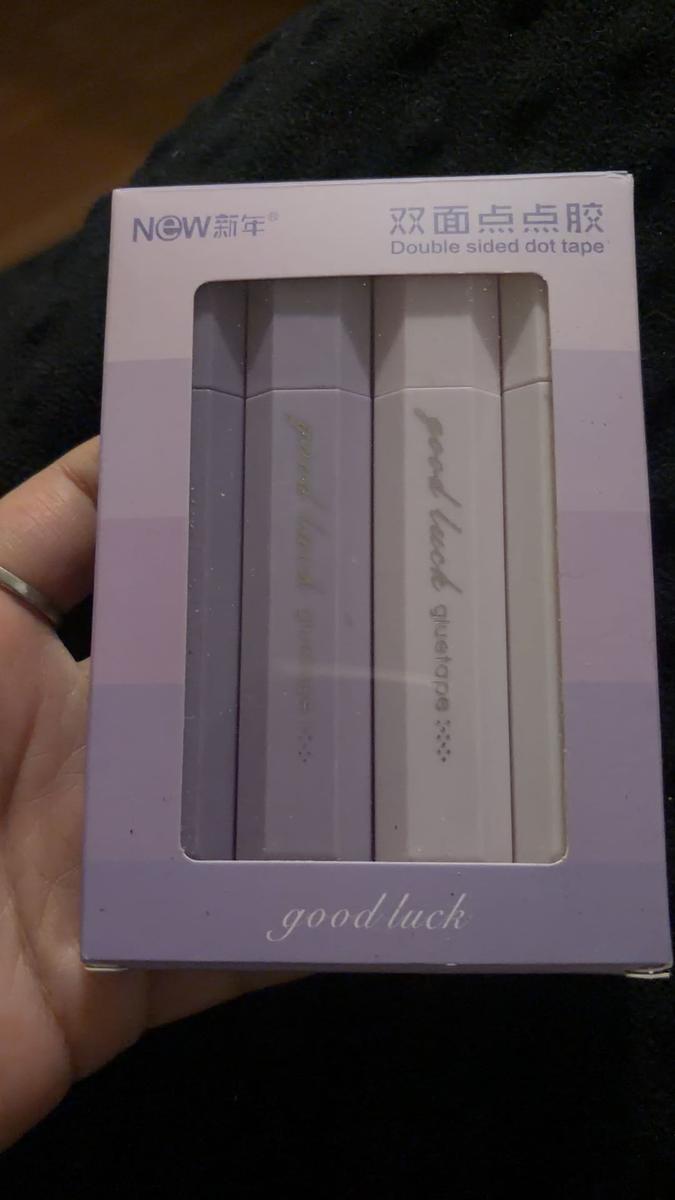 New新年®
双面点点胶
Double sided dot tape
good luck gluetape
good luck gluetape
good luck